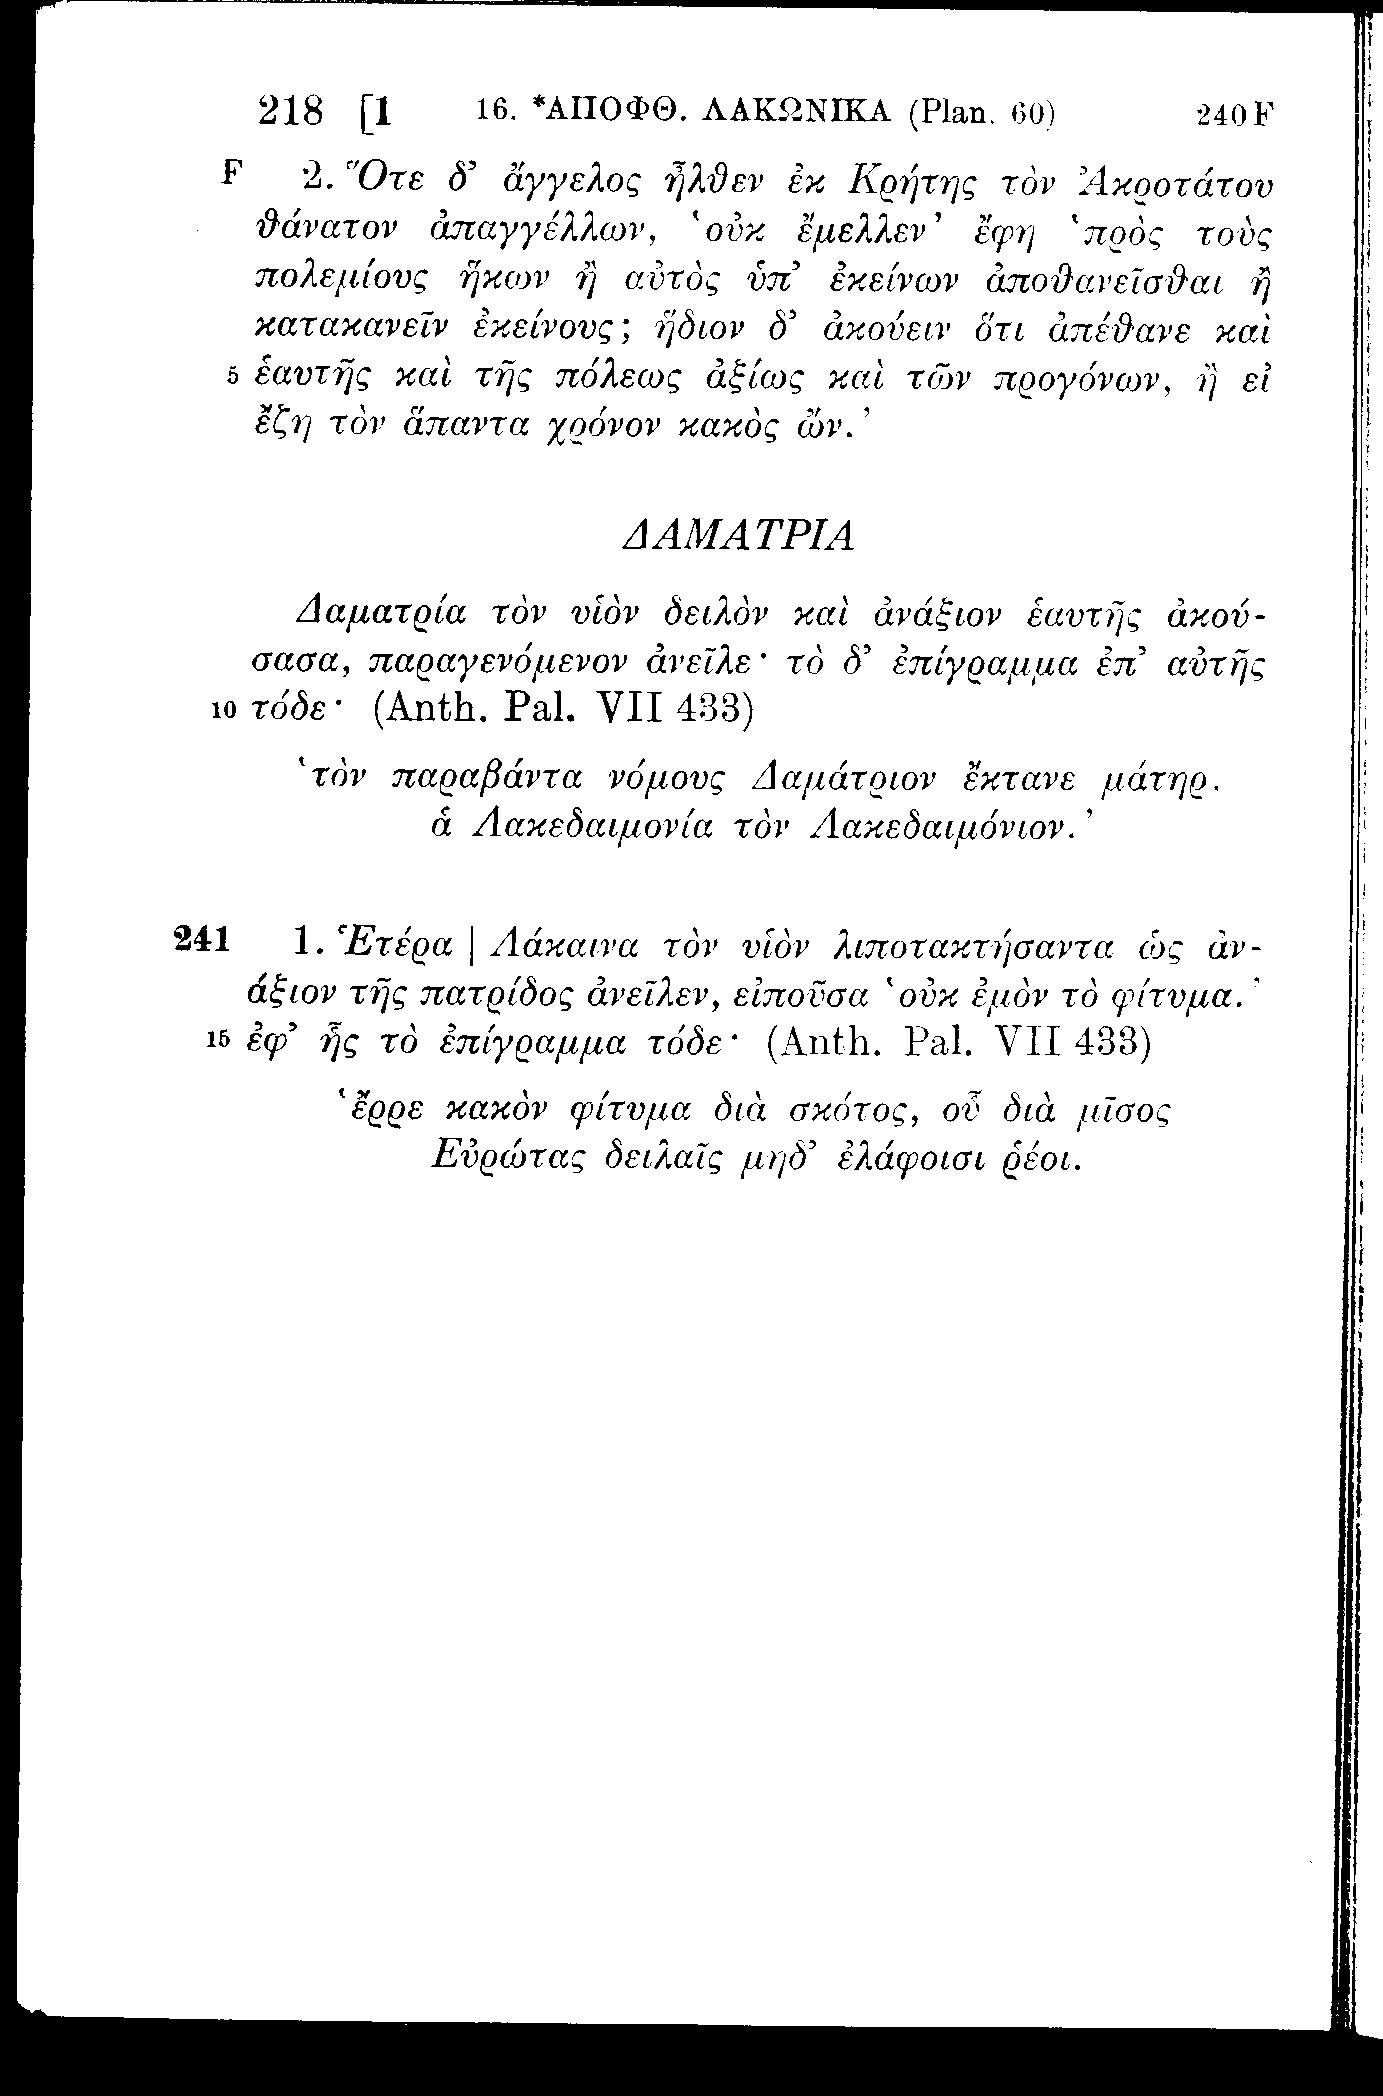 218 [1 16. *ΑΠΟΦΘ. ΛΑΚΩΝΙΚΑ (Plan. 60) 240 F
F 2. Ὅτε δ’ ἄγγελος ἦλθεν ἐκ Κρήτης τὸν Ἀκροτάτου
θάνατον ἀπαγγέλλων, ‘οὐκ ἔμελλεν’ ἔφη ‘πρὸς τοὺς
πολεμίους ἥκων ἢ αὐτὸς ὑπ’ ἐκείνων ἀποθανεῖσθαι ἢ
κατακανεῖν ἐκείνους; ἥδιον δ’ ἀκούειν ὅτι ἀπέθανε καὶ
5 ἑαυτῆς καὶ τῆς πόλεως ἀξίως καὶ τῶν προγόνων, ἢ εἰ
ἔζη τὸν ἅπαντα χρόνον κακὸς ὤν.’
ΔΑΜΑΤΡΙΑ
Δαματρία τὸν υἱὸν δειλὸν καὶ ἀνάξιον ἑαυτῆς ἀκού-
σασα, παραγενόμενον ἀνεῖλε· τὸ δ’ ἐπίγραμμα ἐπ’ αὐτῆς
10 τόδε· (Anth. Pal. VII 433)
‘τὸν παραβάντα νόμους Δαμάτριον ἔκτανε μάτηρ.
ἁ Λακεδαιμονία τὸν Λακεδαιμόνιον.’
241 1. Ἑτέρα | Λάκαινα τὸν υἱὸν λιποτακτήσαντα ὡς ἀν-
άξιον τῆς πατρίδος ἀνεῖλεν, εἰποῦσα ‘οὐκ ἐμὸν τὸ φίτυμα.’
15 ἐφ’ ἧς τὸ ἐπίγραμμα τόδε· (Anth. Pal. VII 433)
‘ἔρρε κακὸν φίτυμα διὰ σκότος, οὗ διὰ μῖσος
Εὐρώτας δειλαῖς μηδ’ ἐλάφοισι ῥέοι.